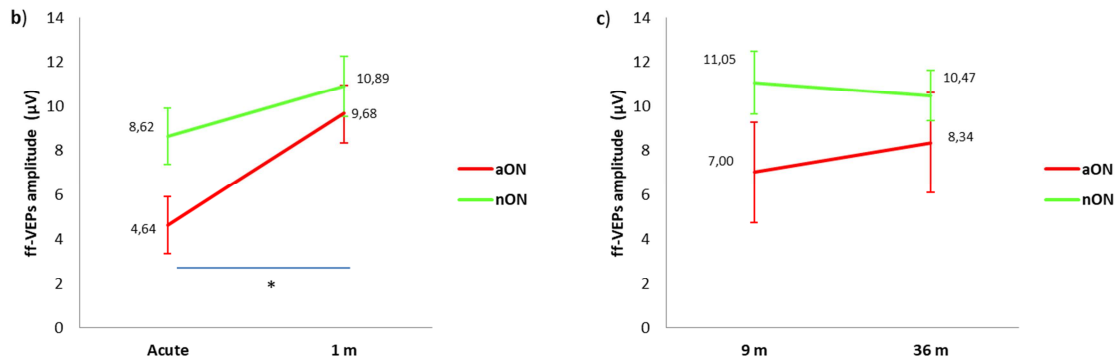 b)
ff-VEPs amplitude (µV)
14
12
10
8
6
4
2
0
8,62
10,89
9,68
4,64
*
Acute
1 m
aON
nON
c)
ff-VEPs amplitude (µV)
14
12
10
8
6
4
2
0
11,05
10,47
7,00
8,34
9 m
36 m
aON
nON